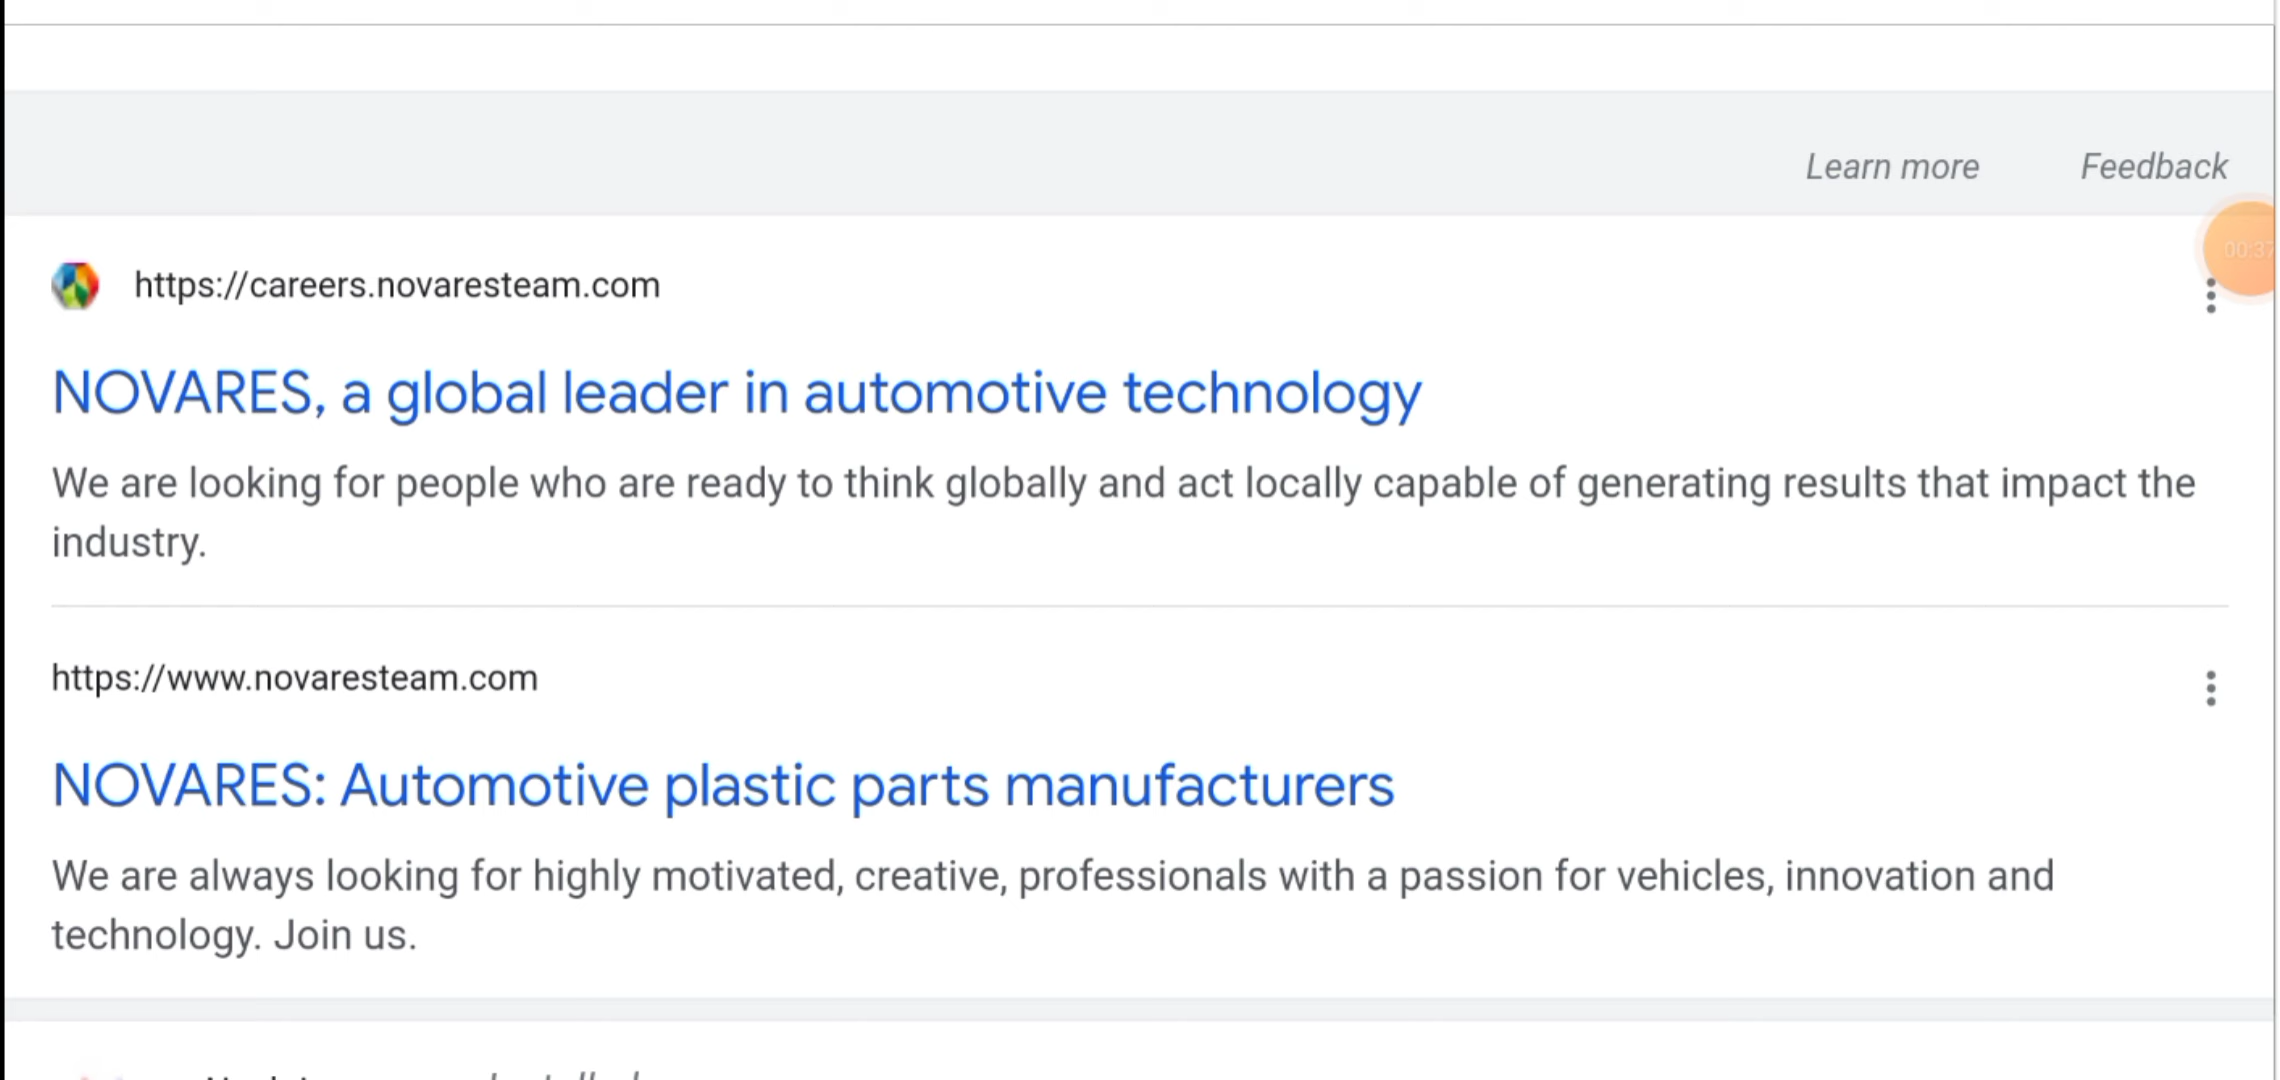 Learn more Feedback
00:37
https://careers.novaresteam.com
NOVARES, a global leader in automotive technology
We are looking for people who are ready to think globally and act locally capable of generating results that impact the
industry.
https://www.novaresteam.com
NOVARES: Automotive plastic parts manufacturers
We are always looking for highly motivated, creative, professionals with a passion for vehicles, innovation and
technology. Join us.